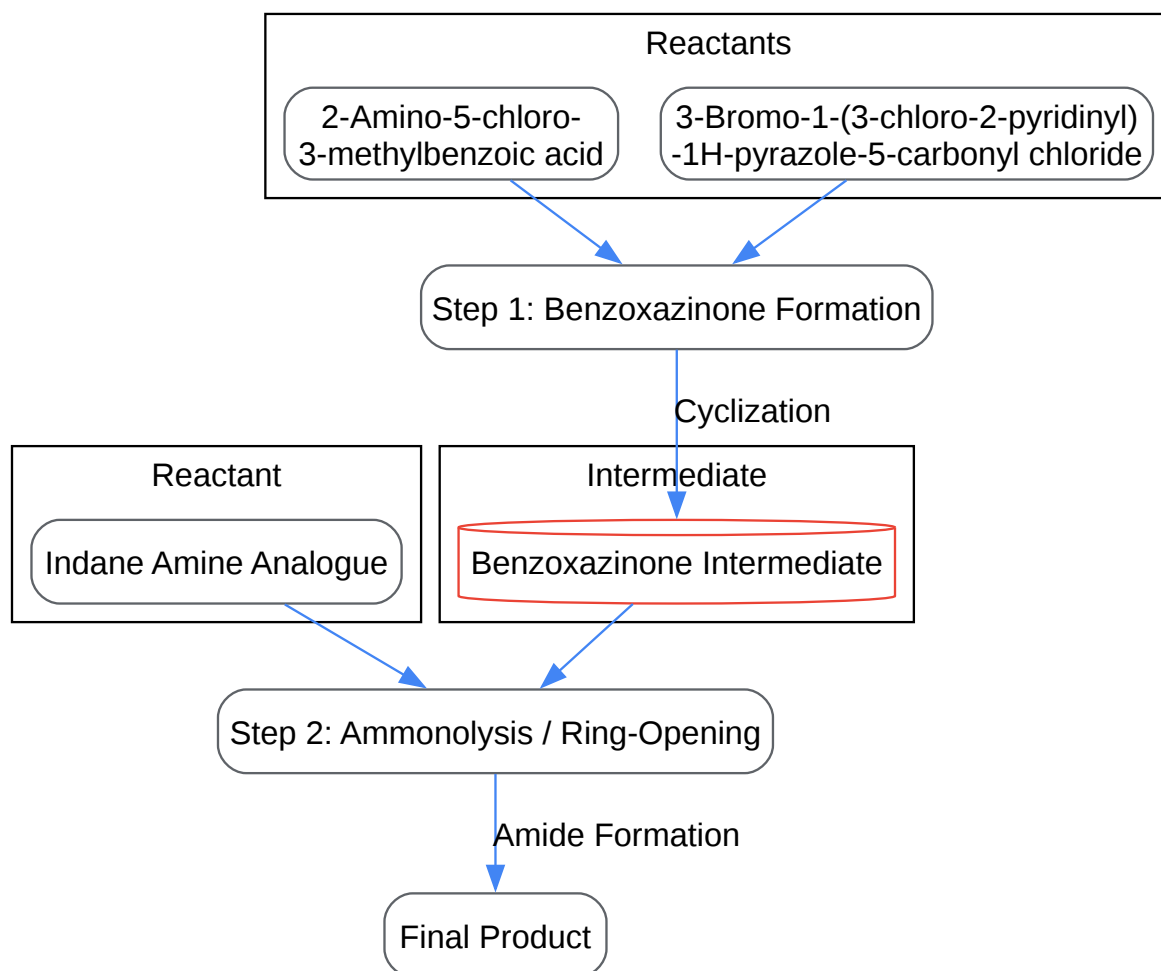 Reactants
2-Amino-5-chloro-
3-methylbenzoic acid
3-Bromo-1-(3-chloro-2-pyridinyl)
-1H-pyrazole-5-carbonyl chloride
Step 1: Benzoxazinone Formation
Cyclization
Reactant
Indane Amine Analogue
Intermediate
Benzoxazinone Intermediate
Step 2: Ammonolysis / Ring-Opening
Amide Formation
Final Product